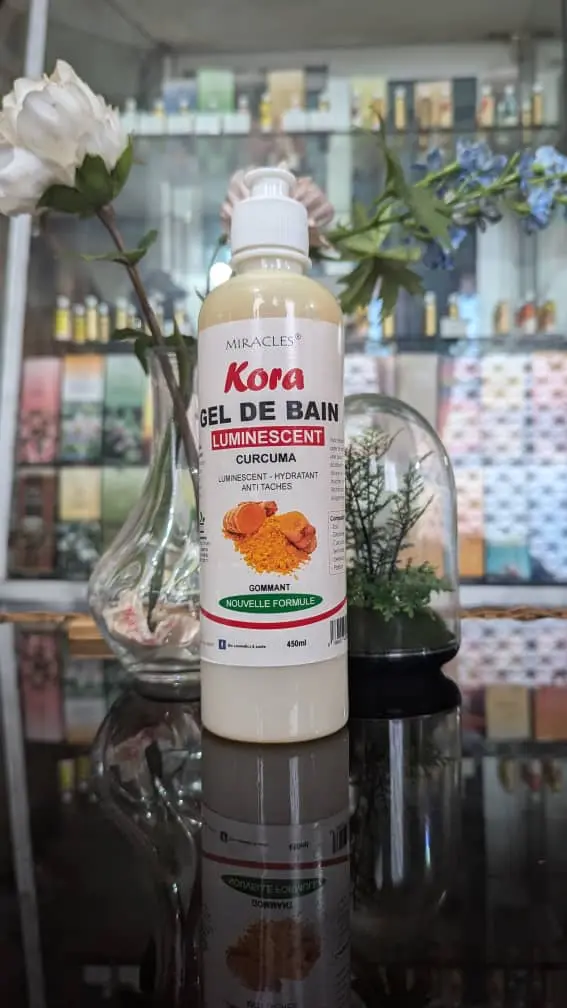 MIRACLES®
Kora
GEL DE BAIN
LUMINESCENT
CURCUMA
LUMINESCENT - HYDRATANT
ANTI TACHES
GOMMANT
NOUVELLE FORMULE
450ml